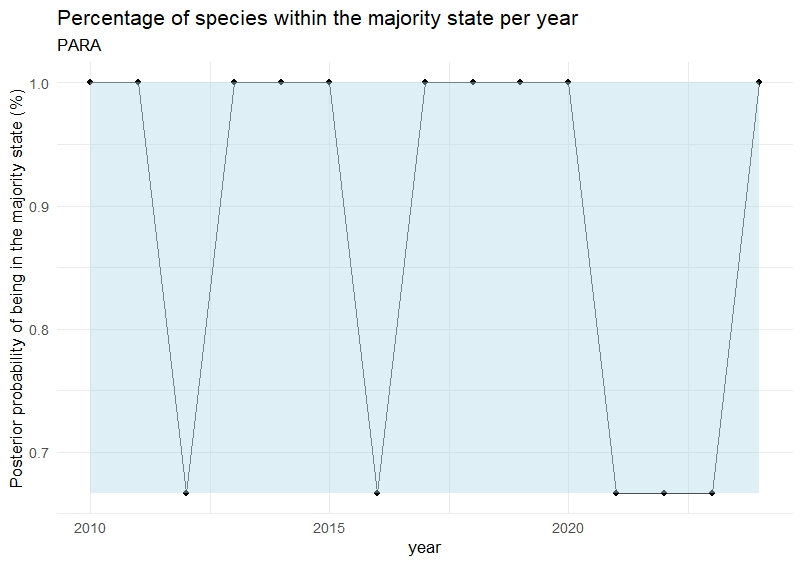 Percentage of species within the majority state per year
PARA
Posterior probability of being in the majority state (%)
1.0
0.9
0.8
0.7
2010
2015
2020
year